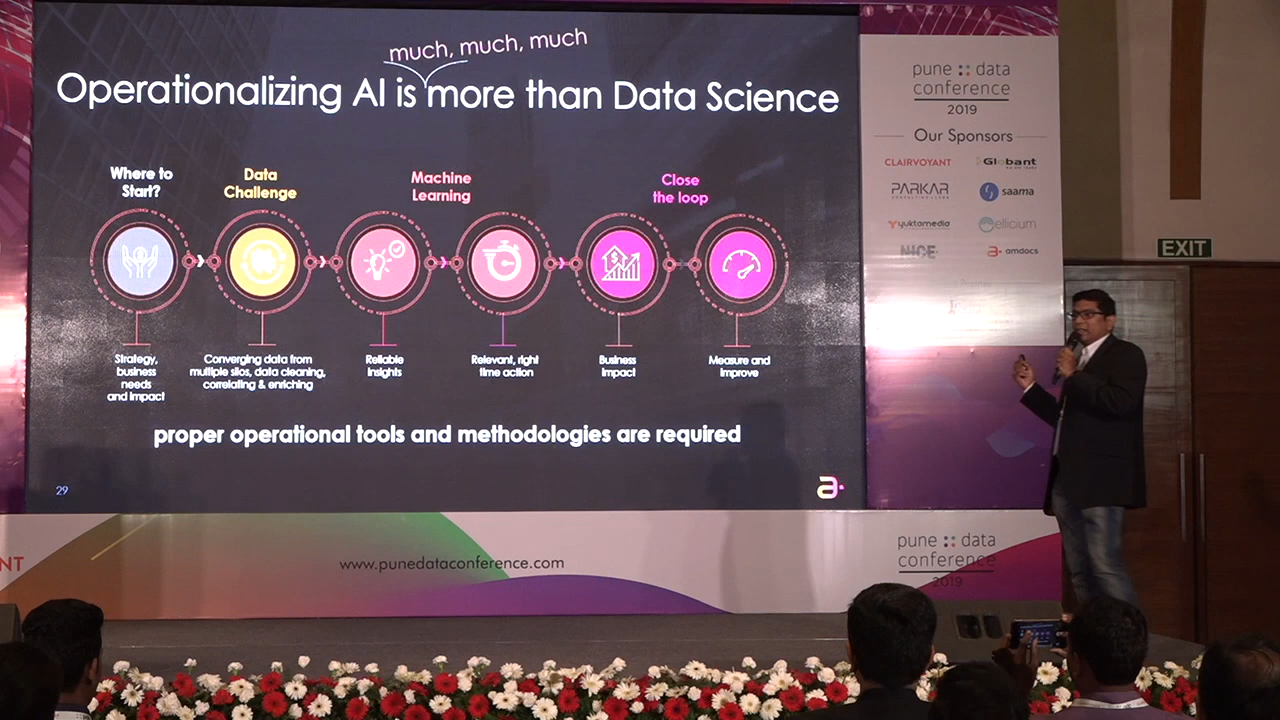 much, much, much
Operationalizing AI is more than Data Science
Where to
Start?
Data
Challenge
Machine
Learning
Close
the loop
Strategy,
business
needs
and Impact
Converging data from
multiple silos, data cleaning,
correlating & enriching
Reliable
Insights
Relevant, right
time action
Business
Impact
Measure and
Improve
proper operational tools and methodologies are required
29
a
pune data
conference
2019
Our Sponsors
CLAIRVOYANT
Globant
PARKAR
saama
yuktamedia
ellicium
NICE
amdocs
EXIT
NT
www.punedataconference.com
pune data
conference
2019